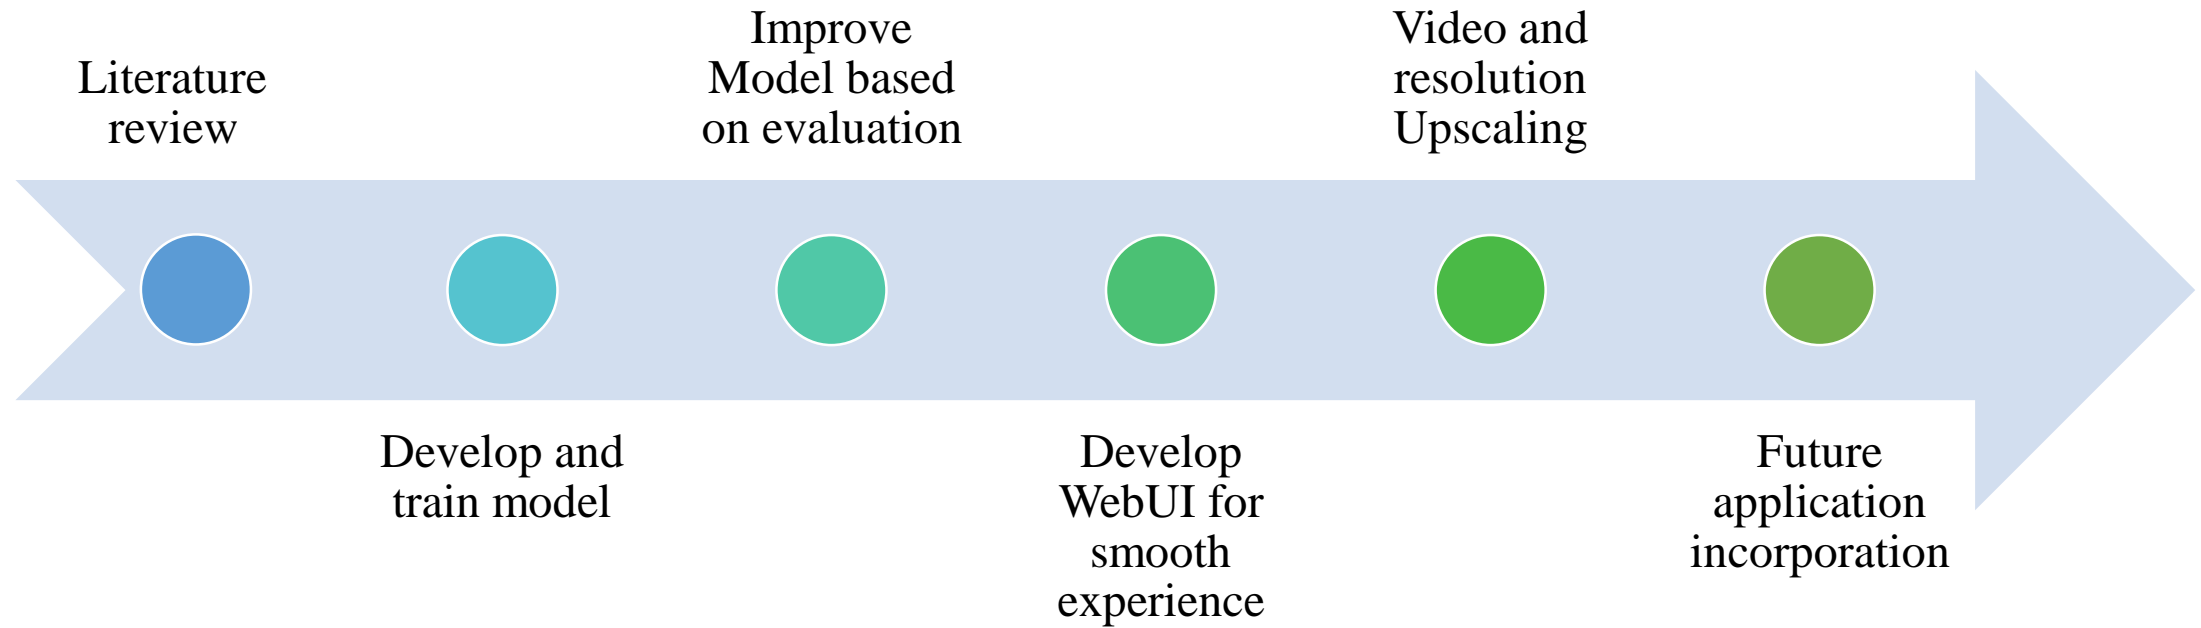 Literature
review
Develop and
train model
Improve
Model based
on evaluation
Develop
WebUI for
smooth
experience
Video and
resolution
Upscaling
Future
application
incorporation